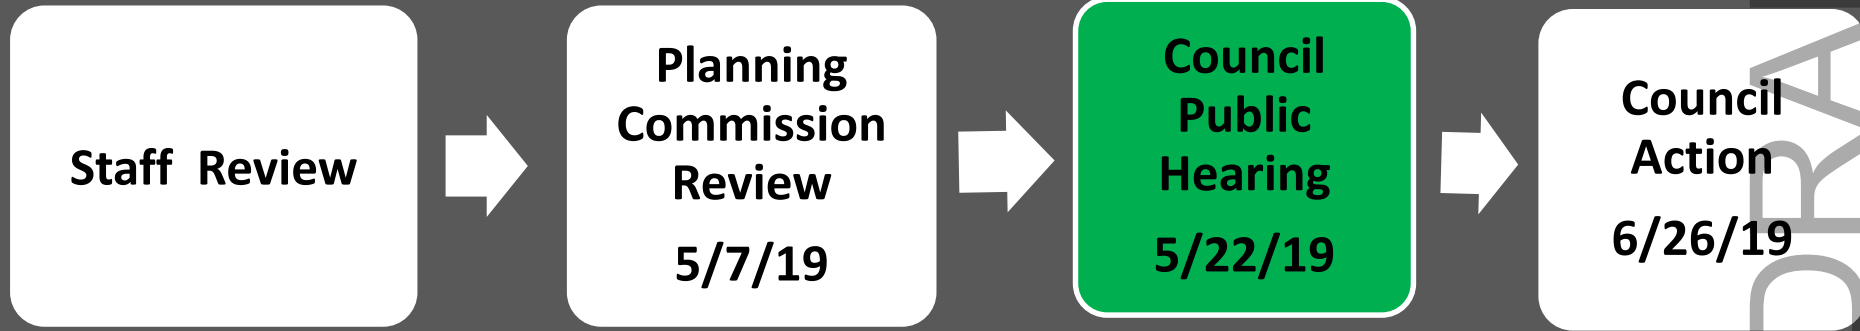 Staff Review
Planning
Commission
Review
5/7/19
Council
Public
Hearing
5/22/19
Council
Action
6/26/19
DRA